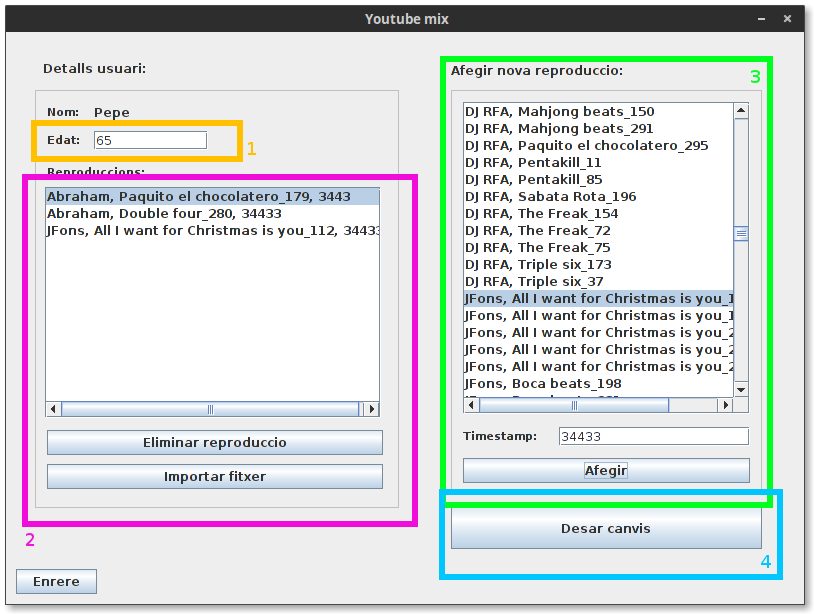 Youtube mix
Detalls usuari:
Nom: Pepe
Edat: 65
1
Reproduccions:
Abraham, Paquito el chocolatero_179, 3443
Abraham, Double four_280, 34433
JFons, All I want for Christmas is you_112, 34433
Eliminar reproduccio
Importar fitxer
2
Enrere
Afegir nova reproduccio:
3
DJ RFA, Mahjong beats_150
DJ RFA, Mahjong beats_291
DJ RFA, Paquito el chocolatero_295
DJ RFA, Pentakill_11
DJ RFA, Pentakill_85
DJ RFA, Sabata Rota_196
DJ RFA, The Freak_154
DJ RFA, The Freak_72
DJ RFA, The Freak_75
DJ RFA, Triple six_173
DJ RFA, Triple six_37
JFons, All I want for Christmas is you_1
JFons, All I want for Christmas is you_1
JFons, All I want for Christmas is you_2
JFons, All I want for Christmas is you_2
JFons, All I want for Christmas is you_2
JFons, Boca beats_198
Timestamp: 34433
Afegir
Desar canvis
4